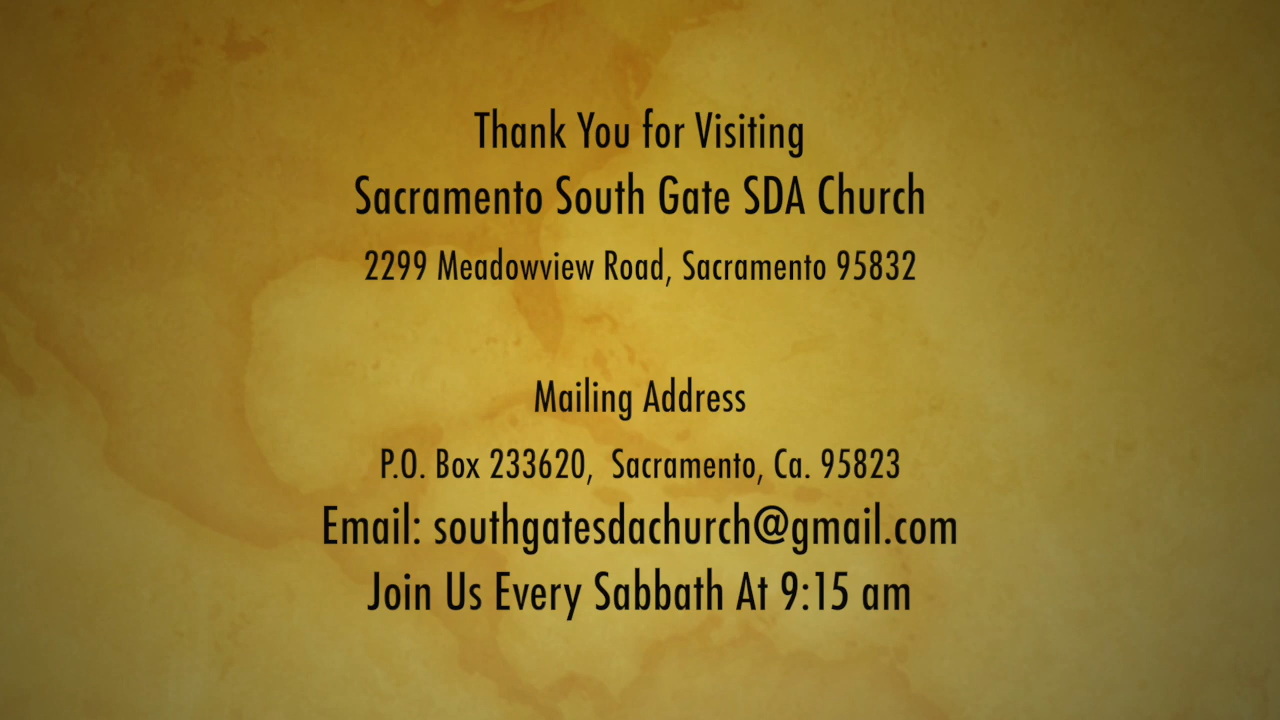 Thank You for Visiting
Sacramento South Gate SDA Church
2299 Meadowview Road, Sacramento 95832
Mailing Address
P.O. Box 233620,  Sacramento, Ca. 95823
Email: southgatesdachurch@gmail.com
Join Us Every Sabbath At 9:15 am